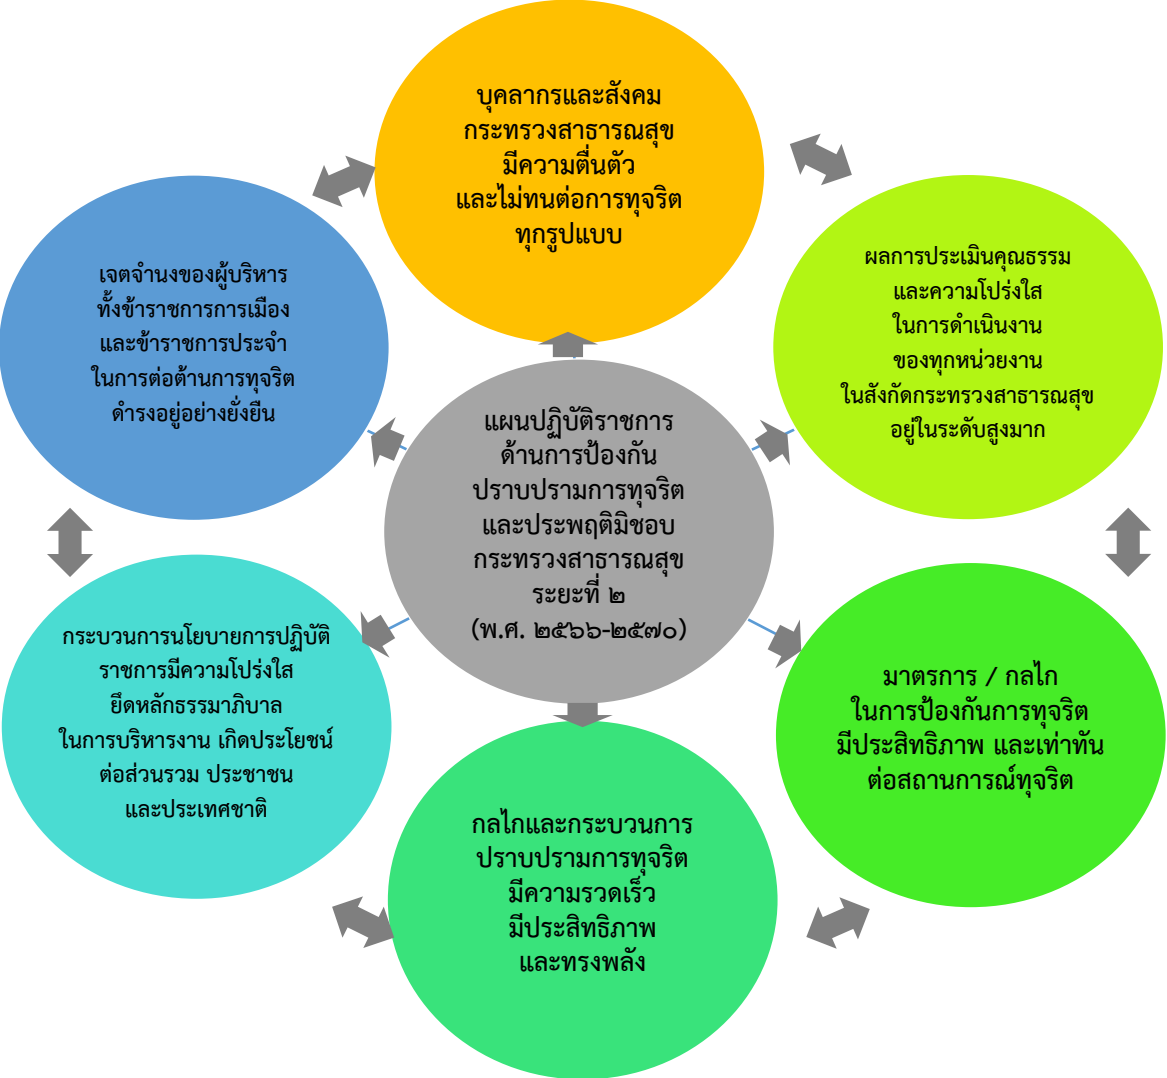 บุคลากรและสังคม
กระทรวงสาธารณสุข
มีความตื่นตัว
และไม่ทนต่อการทุจริต
ทุกรูปแบบ
เจตจำนงของผู้บริหาร
ทั้งข้าราชการการเมือง
และข้าราชการประจำ
ในการต่อต้านการทุจริต
ดำรงอยู่อย่างยั่งยืน
ผลการประเมินคุณธรรม
และความโปร่งใส
ในการดำเนินงาน
ของทุกหน่วยงาน
ในสังกัดกระทรวงสาธารณสุข
อยู่ในระดับสูงมาก
แผนปฏิบัติราชการ
ด้านการป้องกัน
ปราบปรามการทุจริต
และประพฤติมิชอบ
กระทรวงสาธารณสุข
ระยะที่ ๒
(พ.ศ. ๒๕๖๖-๒๕๗๐)
กระบวนการนโยบายการปฏิบัติ
ราชการมีความโปร่งใส
ยึดหลักธรรมาภิบาล
ในการบริหารงาน เกิดประโยชน์
ต่อส่วนรวม ประชาชน
และประเทศชาติ
มาตรการ / กลไก
ในการป้องกันการทุจริต
มีประสิทธิภาพ และเท่าทัน
ต่อสถานการณ์ทุจริต
กลไกและกระบวนการ
ปราบปรามการทุจริต
มีความรวดเร็ว
มีประสิทธิภาพ
และทรงพลัง